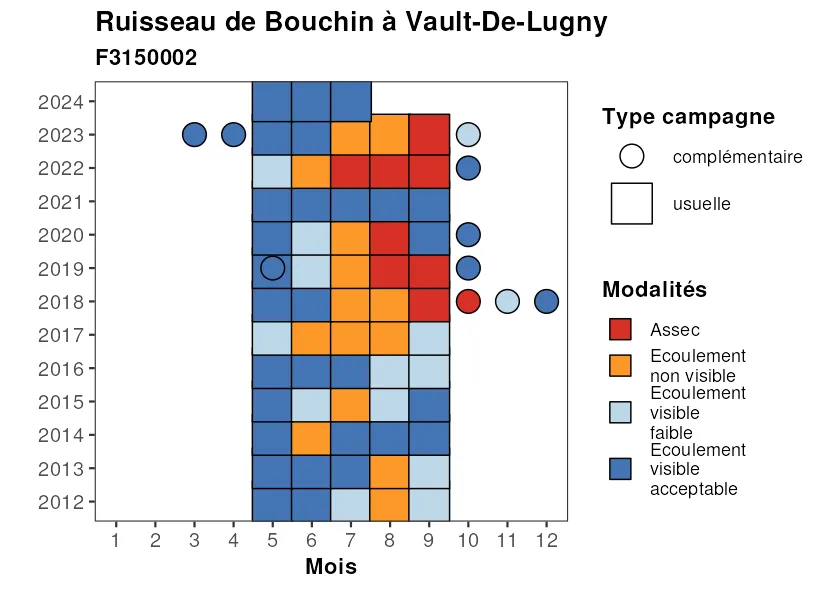 Ruisseau de Bouchin à Vault-De-Lugny
F3150002
2024
2023
2022
2021
2020
2019
2018
2017
2016
2015
2014
2013
2012
1 2 3 4 5 6 7 8 9 10 11 12
Mois
Type campagne
complémentaire
usuelle
Modalités
Assec
Ecoulement
non visible
Ecoulement
visible
faible
Ecoulement
visible
acceptable